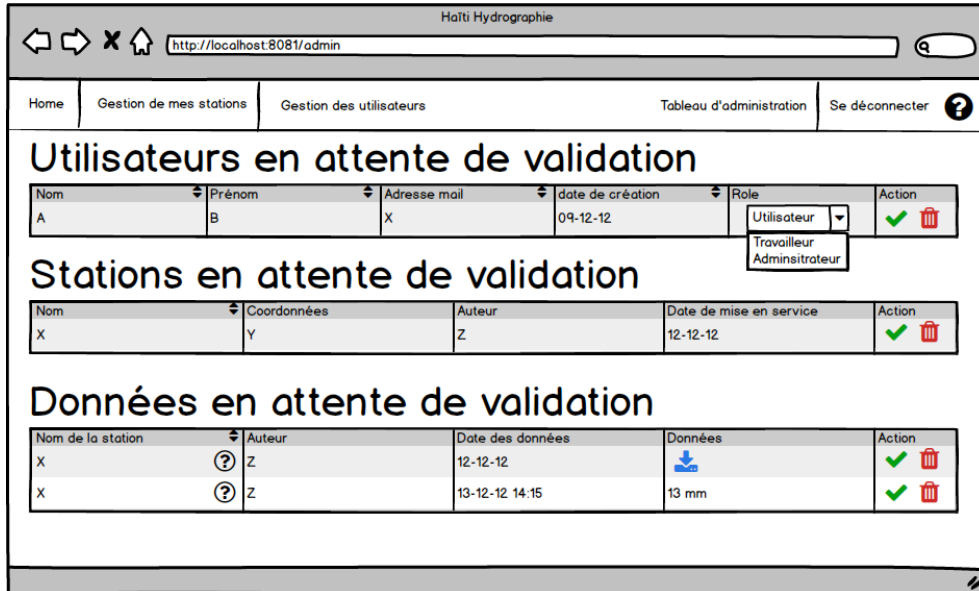 Haïti Hydrographie
http://localhost:8081/admin
Home Gestion de mes stations Gestion des utilisateurs Tableau d'administration Se déconnecter ?
Utilisateurs en attente de validation
Nom Prénom Adresse mail date de création Role Action
A B X 09-12-12 Utilisateur
Travailleur
Adminsitrateur
Stations en attente de validation
Nom Coordonnées Auteur Date de mise en service Action
X Y Z 12-12-12
Données en attente de validation
Nom de la station Auteur Date des données Données Action
X ? Z 12-12-12
X ? Z 13-12-12 14:15 13 mm